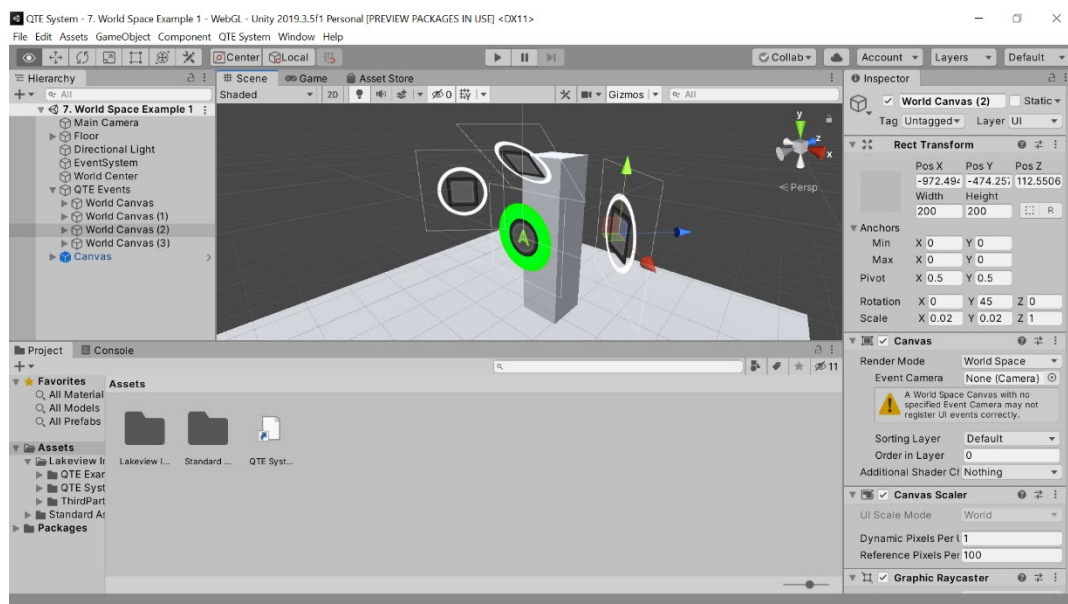 QTE System - 7. World Space Example 1 - WebGL - Unity 2019.3.5f1 Personal [PREVIEW PACKAGES IN USE] <DX11>
File Edit Assets GameObject Component QTE System Window Help
Center Local Collab Account Layers Default
Hierarchy
All
7. World Space Example 1
Main Camera
Floor
Directional Light
EventSystem
World Center
QTE Events
World Canvas
World Canvas (1)
World Canvas (2)
World Canvas (3)
Canvas
Scene Game Asset Store
Shaded 2D 0 Gizmos All
y
z
x
Persp
A
Project Console
11
Favorites
All Material
All Models
All Prefabs
Assets
Lakeview Ir
QTE Exar
QTE Syst
ThirdPart
Standard As
Packages
Assets
Lakeview I... Standard ... QTE Syst...
Inspector
World Canvas (2) Static
Tag Untagged Layer UI
Rect Transform
Pos X Pos Y Pos Z
-972.494 -474.257 112.5506
Width Height
200 200 R
Anchors
Min X 0 Y 0
Max X 0 Y 0
Pivot X 0.5 Y 0.5
Rotation X 0 Y 45 Z 0
Scale X 0.02 Y 0.02 Z 1
Canvas
Render Mode World Space
Event Camera None (Camera)
A World Space Canvas with no
specified Event Camera may not
register UI events correctly.
Sorting Layer Default
Order in Layer 0
Additional Shader Ch Nothing
Canvas Scaler
UI Scale Mode World
Dynamic Pixels Per U 1
Reference Pixels Per 100
Graphic Raycaster